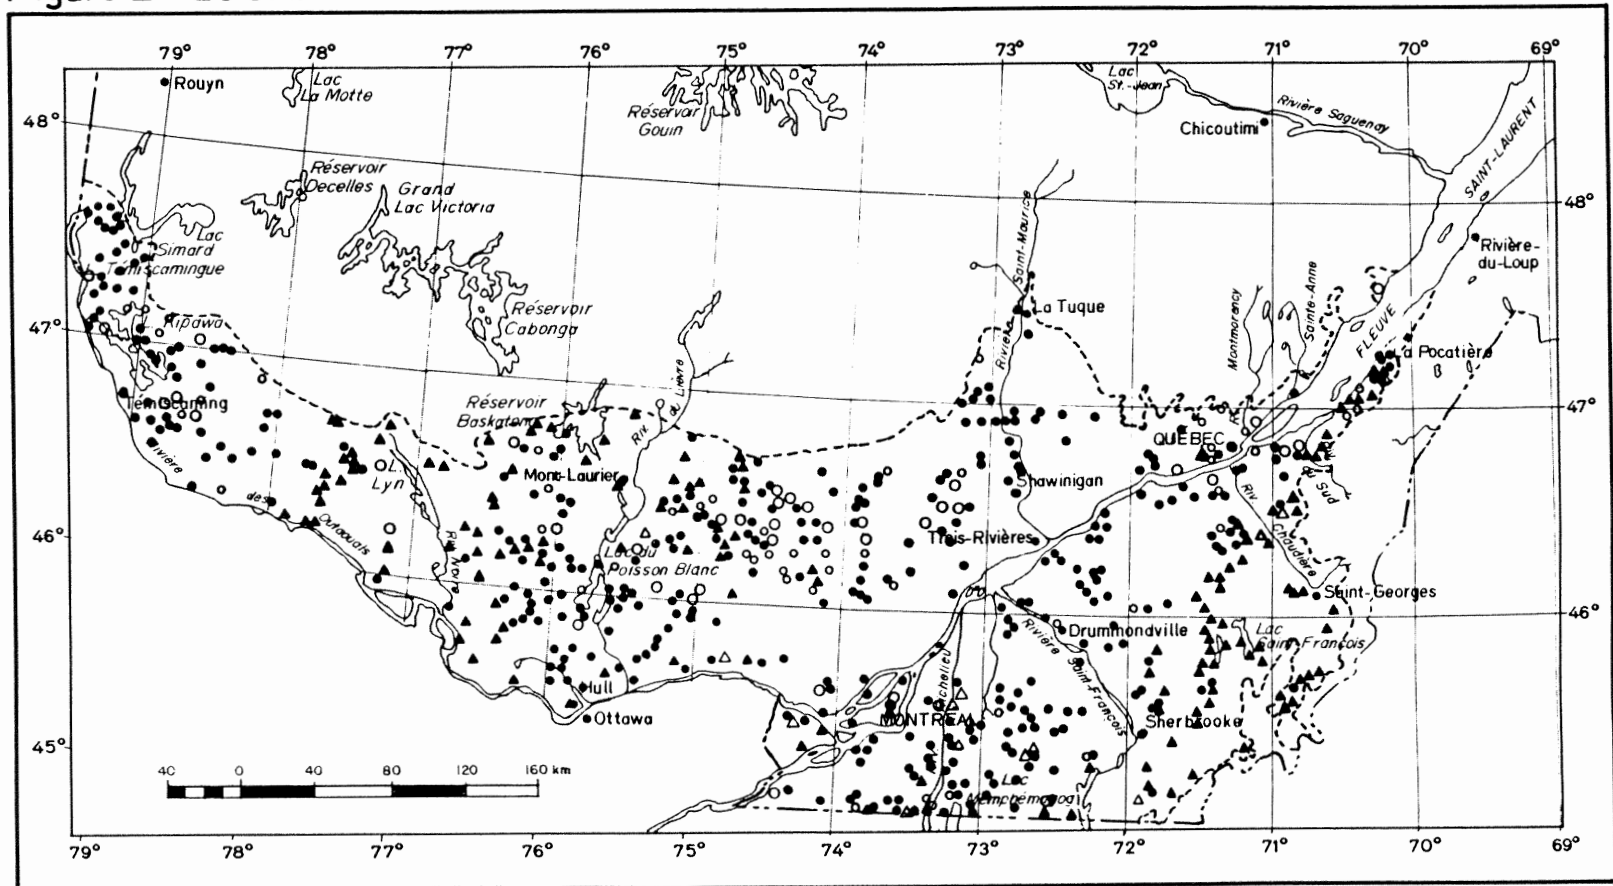 79° 78° 77° 76° 75° 74° 73° 72° 71° 70° 69°
Rouyn
Lac
La Motte
Réservoir
Gouin
Lac
St.-Jean
Rivière Saguenay
Chicoutimi
SAINT-LAURENT
48°
48°
Réservoir
Decelles
Grand
Lac Victoria
Lac
Simard
Témiscamingue
Réservoir
Cabonga
Saint-Maurice
Rivière
La Tuque
Montmorency
Sainte-Anne
Rivière-
du-Loup
FLEUVE
La Pocatière
47°
Kipawa
Témiscaming
Réservoir
Baskatong
Riv. du Lièvre
47°
QUÉBEC
Rivière
des
Outaouais
L.
Lyn
Mont-Laurier
Shawinigan
du Sud
Riv.
Chaudière
46°
Trois-Rivières
Riv. Noire
Lac du
Poisson Blanc
Saint-Georges
46°
Drummondville
Lac
Saint-François
Rivière
Saint-François
Hull
Ottawa
MONTRÉAL
Richelieu
Sherbrooke
45°
45°
Lac
Memphémagog
40 0 40 80 120 160 km
79° 78° 77° 76° 75° 74° 73° 72° 71° 70° 69°